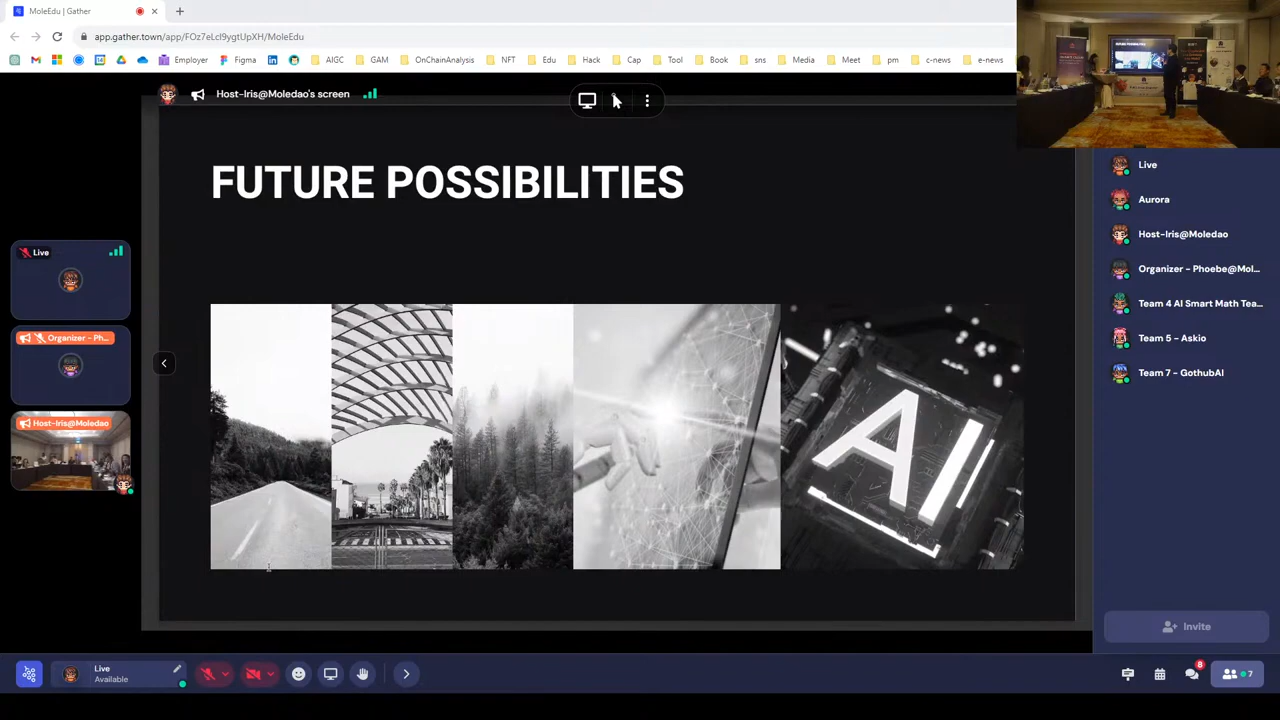 MoleEdu | Gather
app.gather.town/app/FOz7eLcI9ygtUpXH/MoleEdu
Employer
Figma
AIGC
GAM
OnChainAnalysis
NFT
Edu
Hack
Cap
Tool
Book
sns
Media
Meet
pm
c-news
e-news
Host-Iris@Moledao's screen
FUTURE POSSIBILITIES
AI
Live
Organizer - Ph...
Host-Iris@Moledao
Live
Aurora
Host-Iris@Moledao
Organizer - Phoebe@Mol...
Team 4 AI Smart Math Tea...
Team 5 - Askio
Team 7 - GothubAI
Invite
Live
Available
8
7